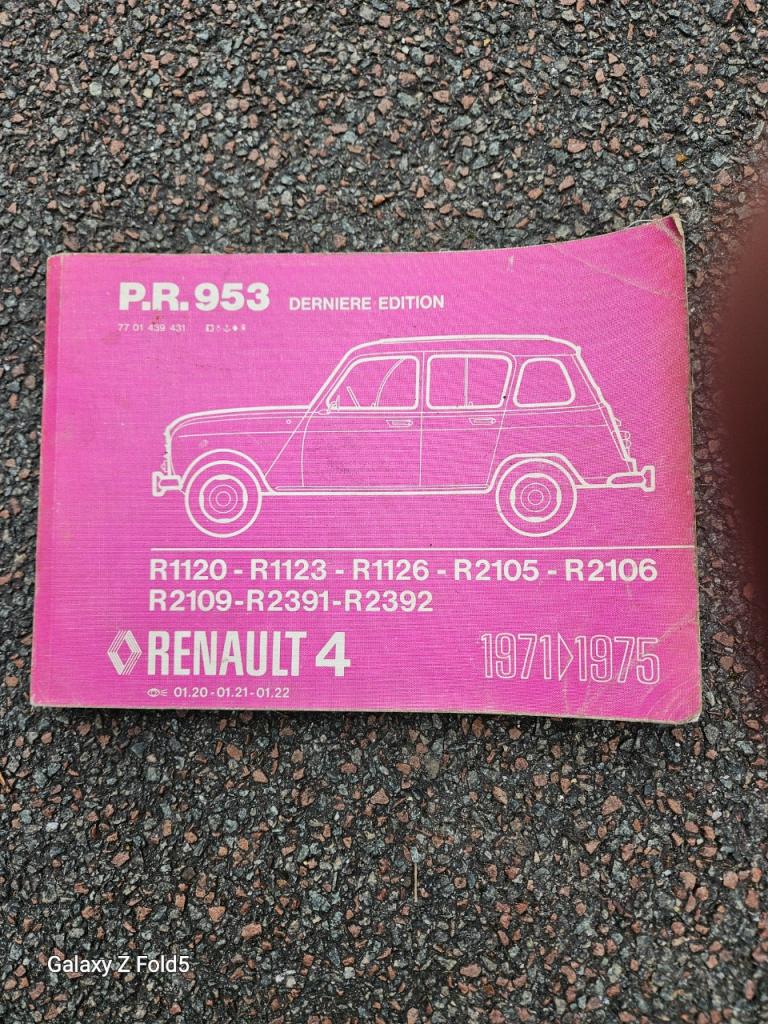 P.R. 953 DERNIERE EDITION
77 01 439 431
R1120 - R1123 - R1126 - R2105 - R2106
R2109 - R2391 - R2392
RENAULT 4 1971 1975
01.20 - 01.21 - 01.22
Galaxy Z Fold5